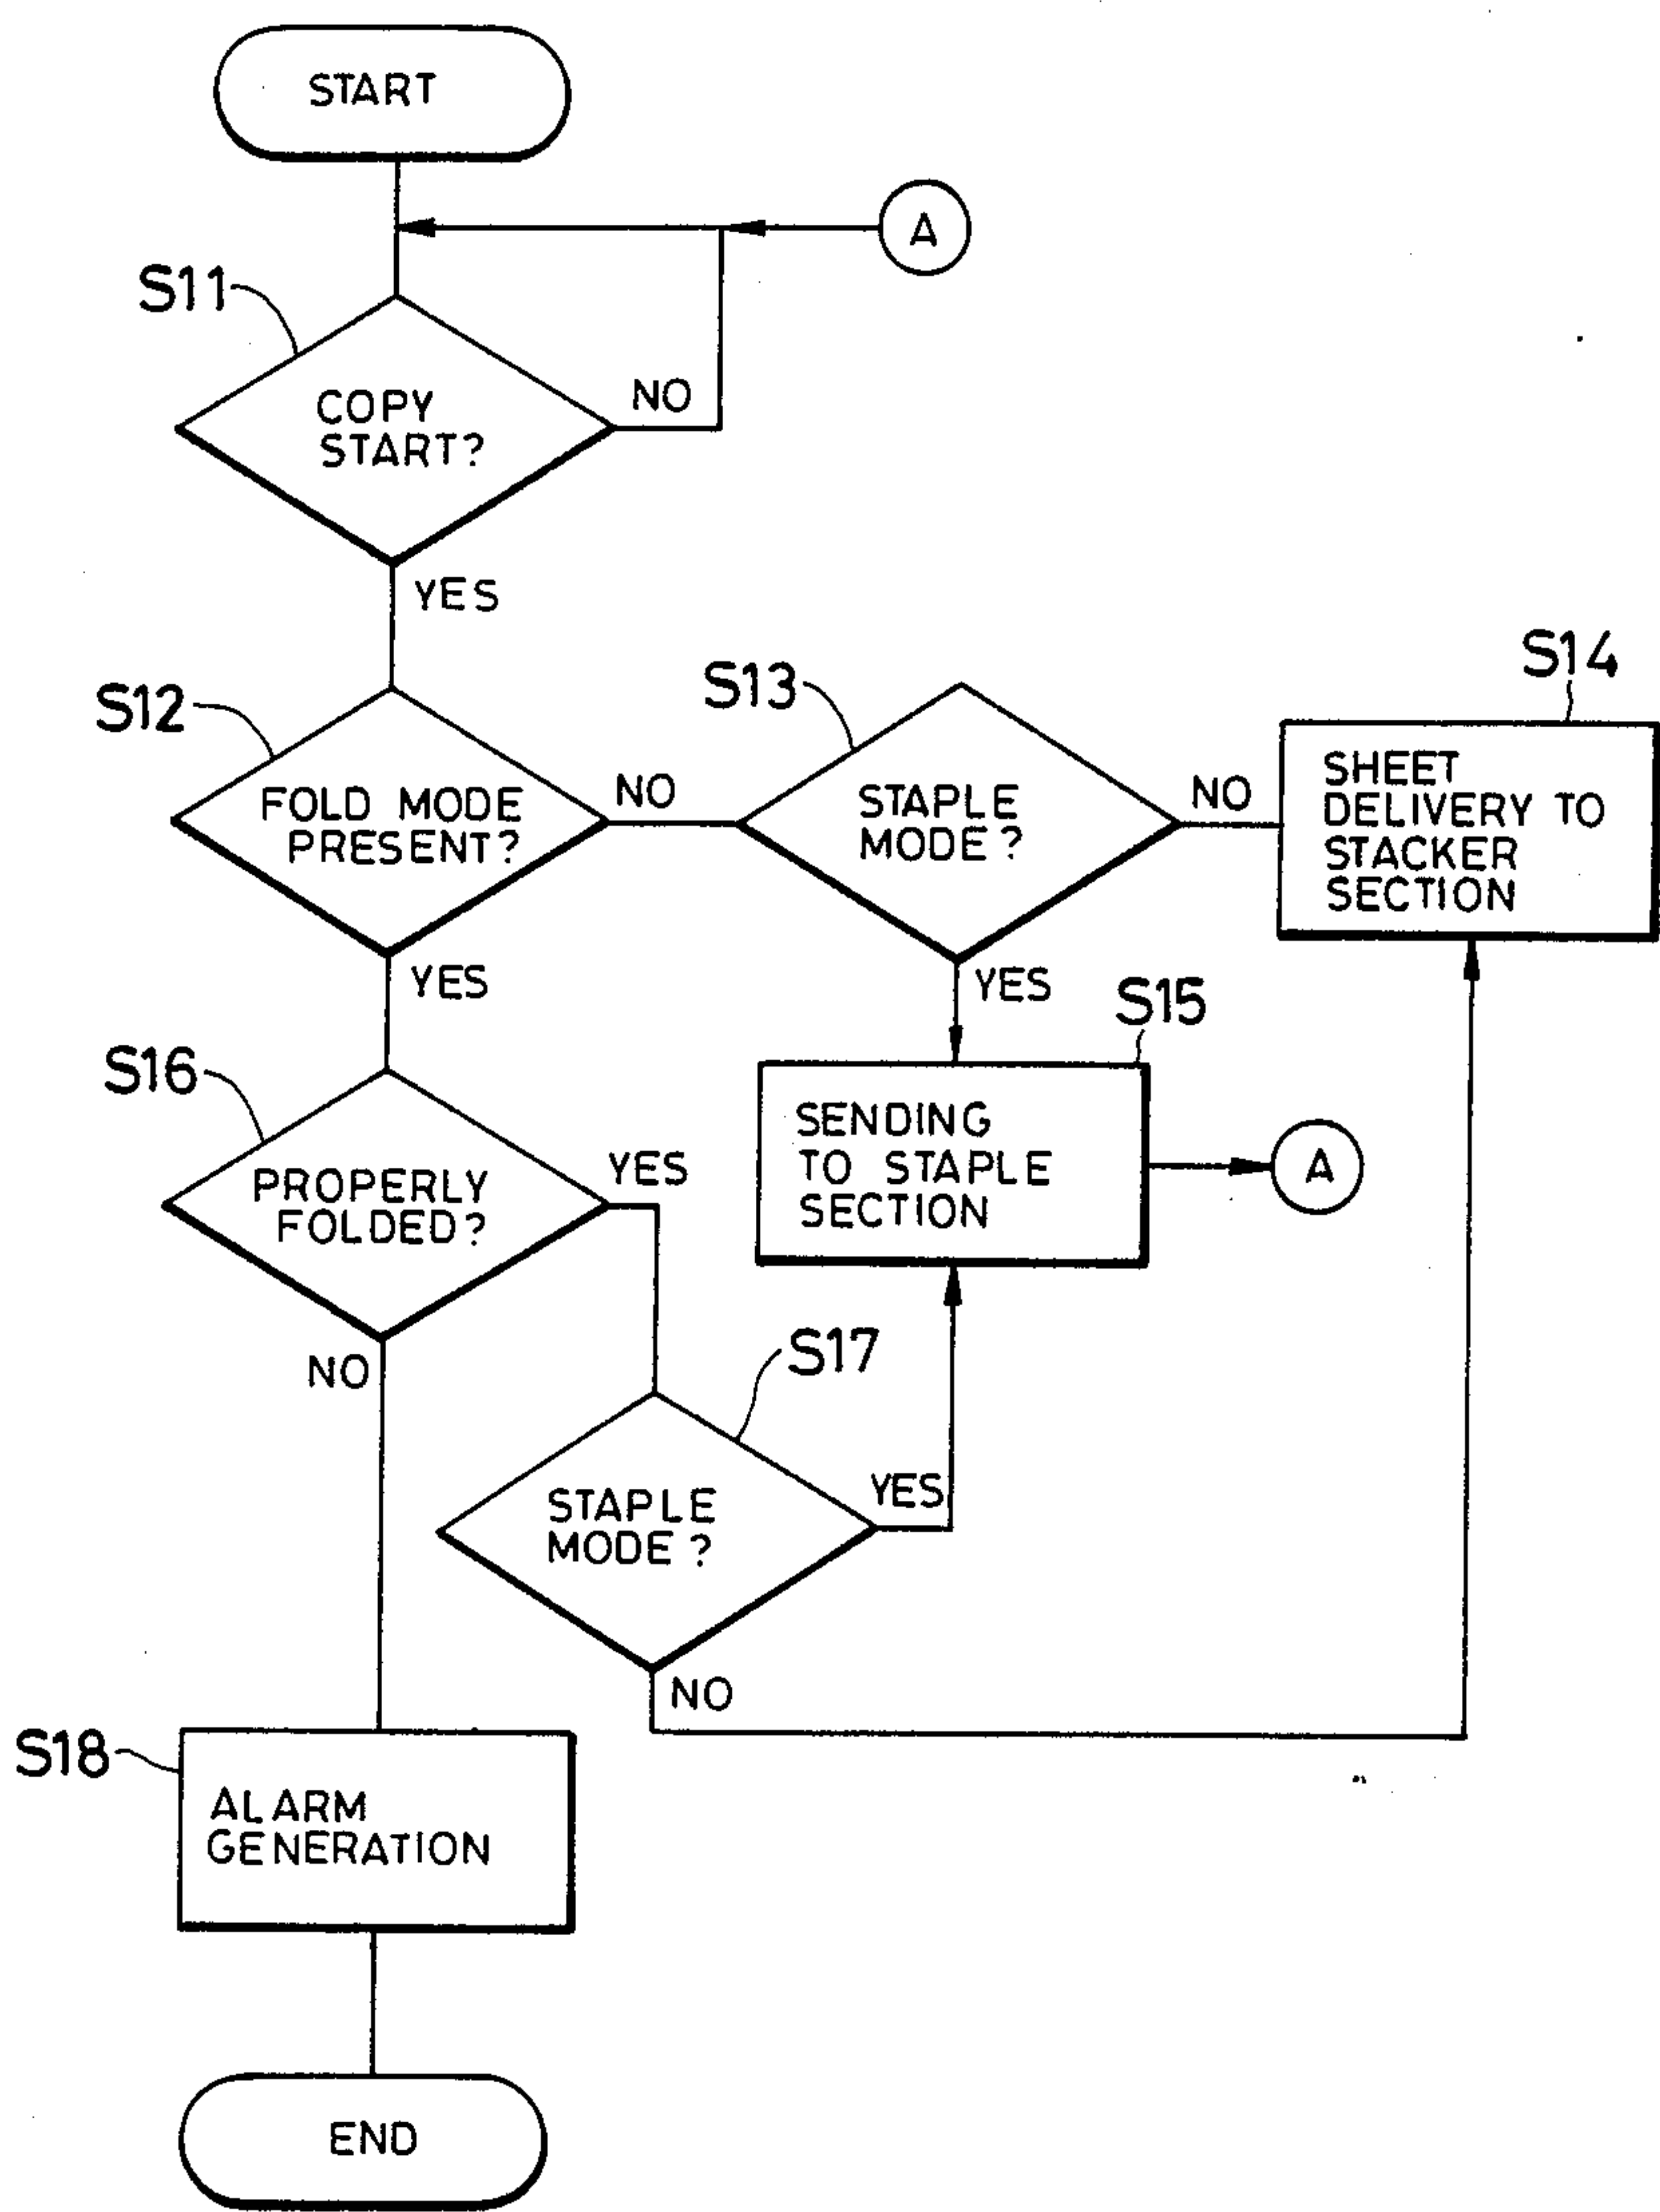 START
A
S11
COPY
START?
NO
YES
S12
FOLD MODE
PRESENT?
NO
YES
S13
STAPLE
MODE?
NO
YES
S14
SHEET
DELIVERY TO
STACKER
SECTION
S15
SENDING
TO STAPLE
SECTION
A
S16
PROPERLY
FOLDED?
YES
NO
S17
STAPLE
MODE?
YES
NO
S18
ALARM
GENERATION
END